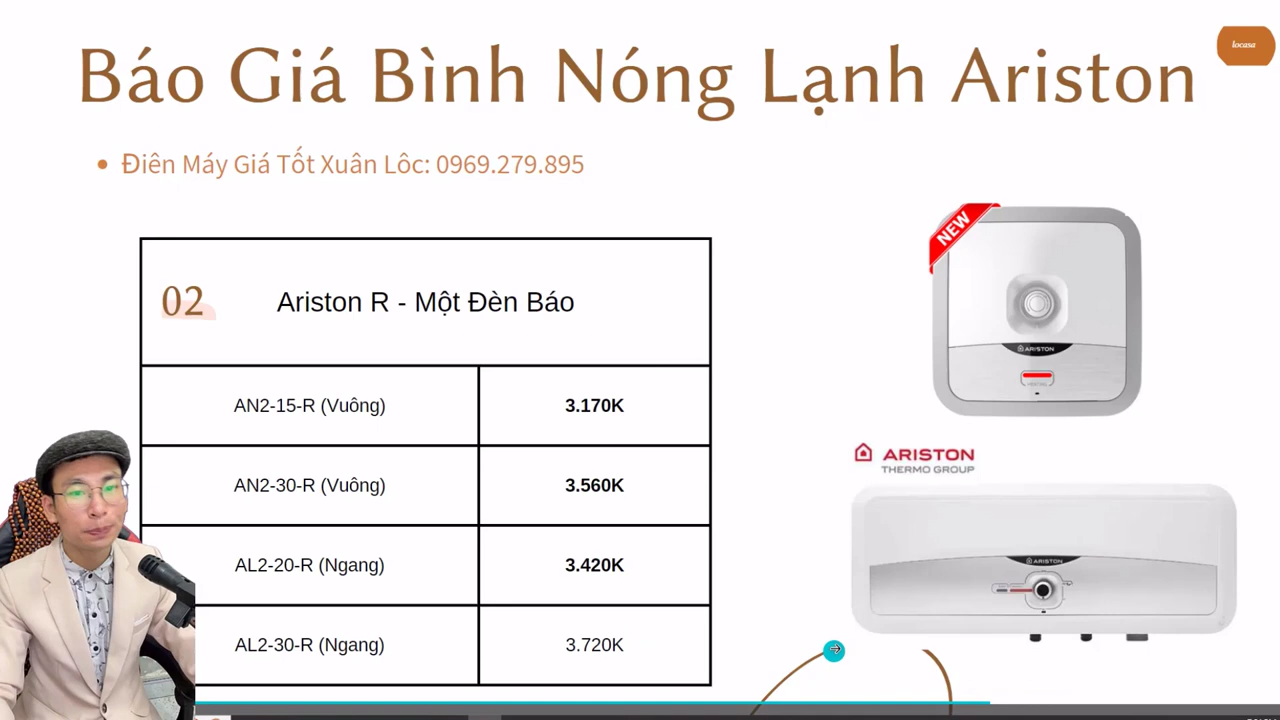 Báo Giá Bình Nóng Lạnh Ariston
locasa
Điên Máy Giá Tốt Xuân Lôc: 0969.279.895
NEW
02 Ariston R - Một Đèn Báo
AN2-15-R (Vuông) 3.170K
AN2-30-R (Vuông) 3.560K
AL2-20-R (Ngang) 3.420K
AL2-30-R (Ngang) 3.720K
ARISTON
ARISTON
THERMO GROUP
ARISTON